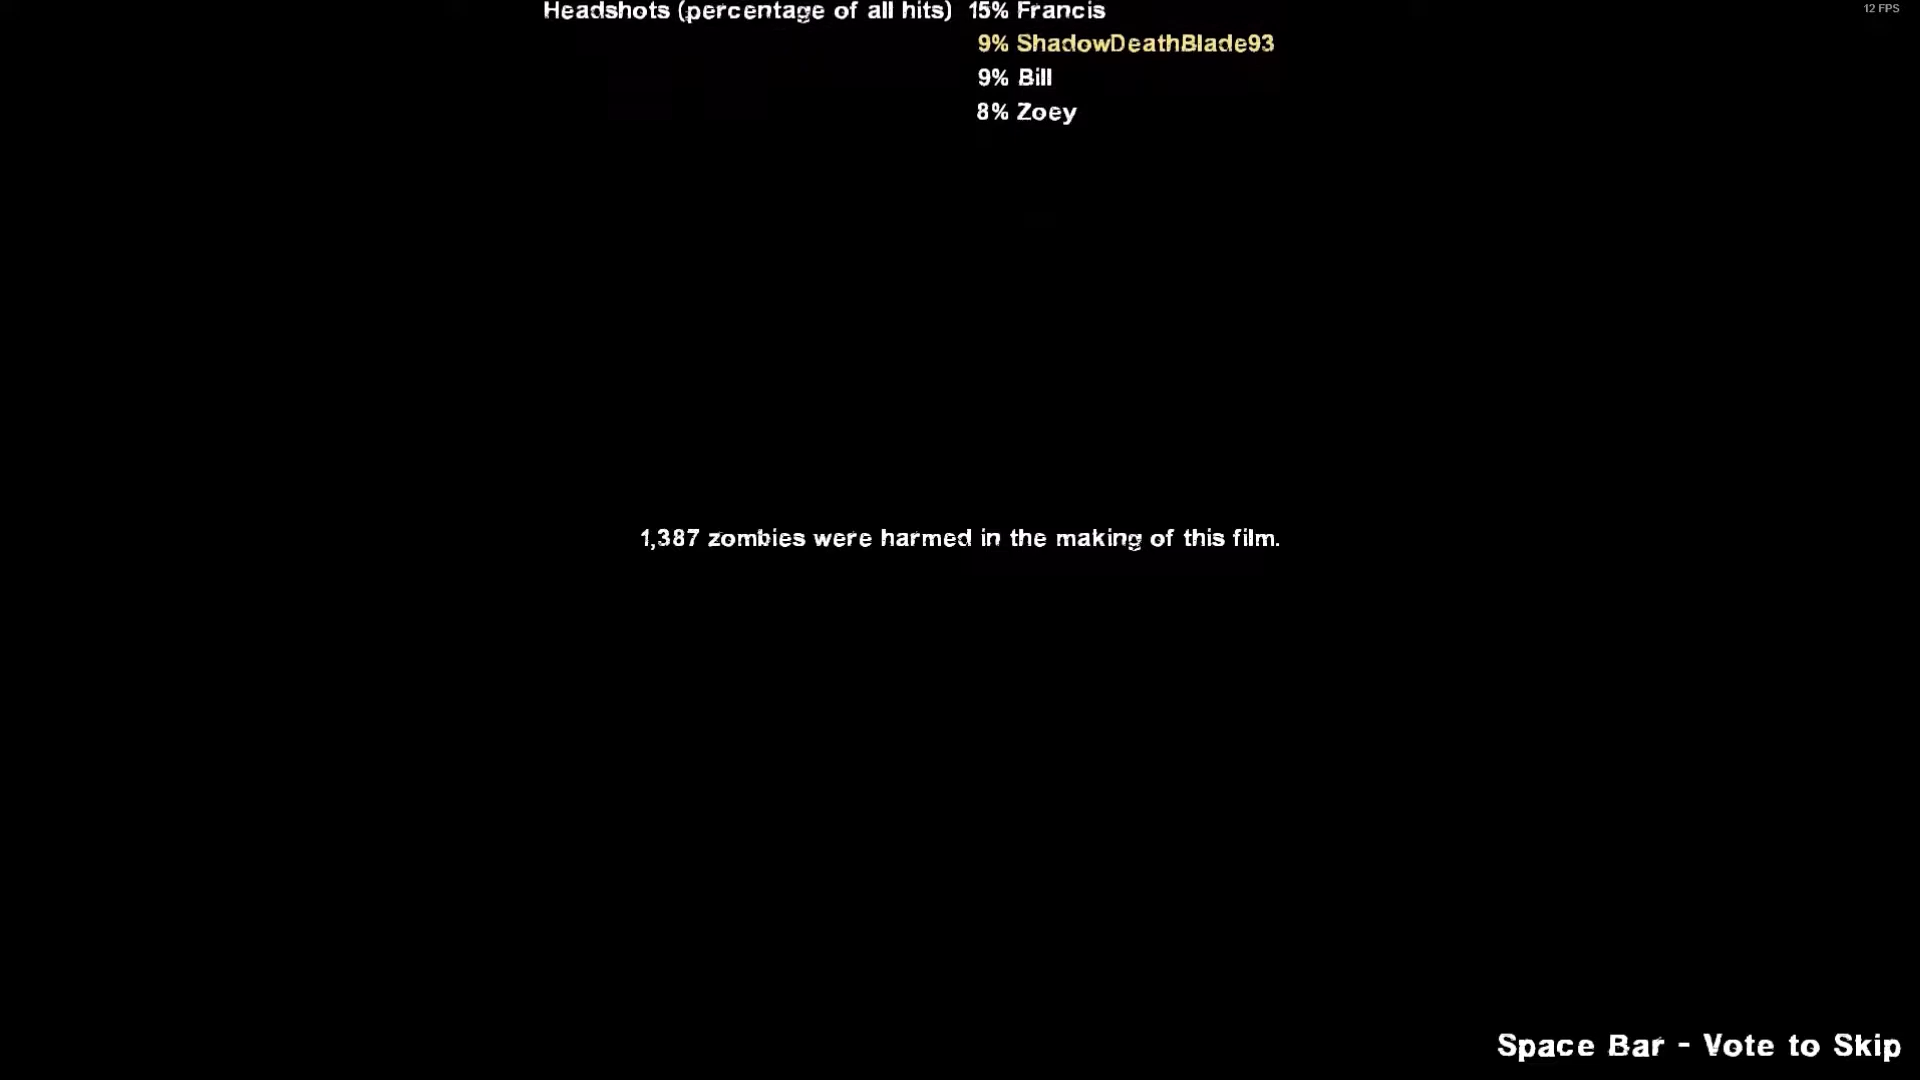 Headshots (percentage of all hits) 15% Francis
12 FPS
9% ShadowDeathBlade93
9% Bill
8% Zoey
1,387 zombies were harmed in the making of this film.
Space Bar - Vote to Skip